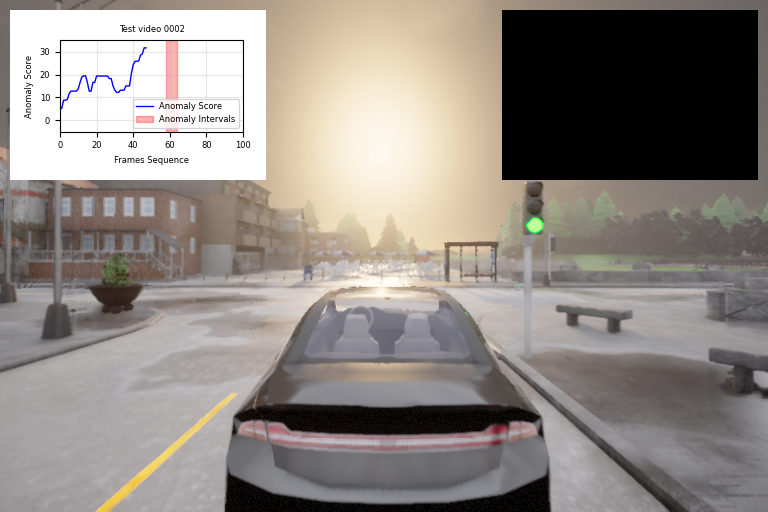 Test video 0002
Anomaly Score
30
20
10
0
Anomaly Score
Anomaly Intervals
0 20 40 60 80 100
Frames Sequence